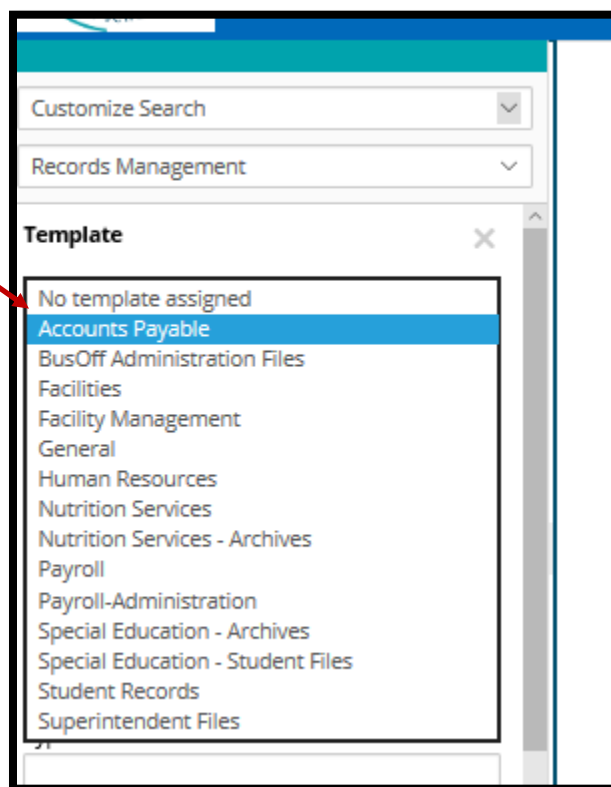 Customize Search
Records Management
Template
No template assigned
Accounts Payable
BusOff Administration Files
Facilities
Facility Management
General
Human Resources
Nutrition Services
Nutrition Services - Archives
Payroll
Payroll-Administration
Special Education - Archives
Special Education - Student Files
Student Records
Superintendent Files